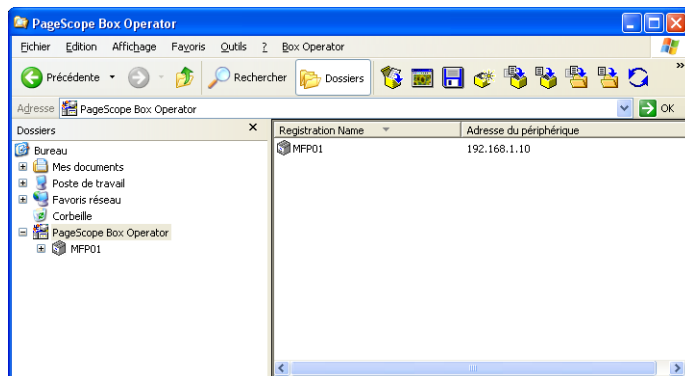 PageScope Box Operator
Fichier Edition Affichage Favoris Outils ? Box Operator
Précédente Rechercher Dossiers »
Adresse PageScope Box Operator OK
Dossiers X Registration Name Adresse du périphérique
Bureau MFP01 192.168.1.10
Mes documents
Poste de travail
Favoris réseau
Corbeille
PageScope Box Operator
MFP01